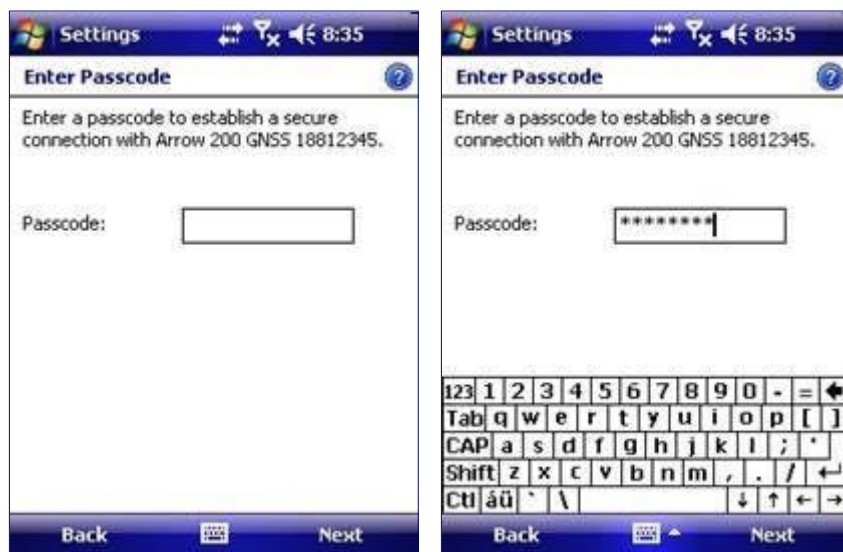 Settings 8:35
Enter Passcode ?
Enter a passcode to establish a secure
connection with Arrow 200 GNSS 18812345.
Passcode:
Back Next
Settings 8:35
Enter Passcode ?
Enter a passcode to establish a secure
connection with Arrow 200 GNSS 18812345.
Passcode: ********
123 1 2 3 4 5 6 7 8 9 0 - =
Tab q w e r t y u i o p [ ]
CAP a s d f g h j k l ; '
Shift z x c v b n m , . /
Ctl áü ` \
Back Next